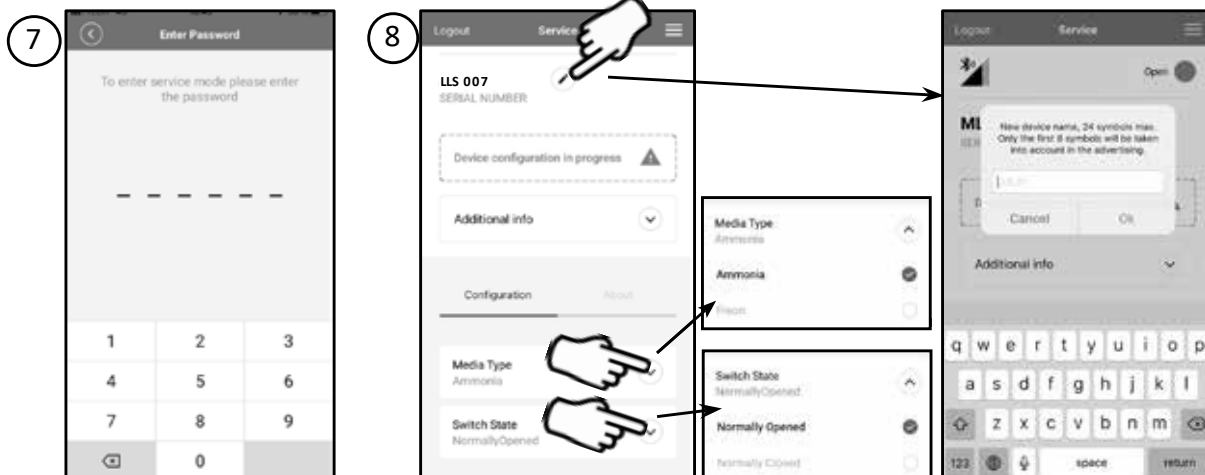 7
Enter Password
To enter service mode please enter
the password
1 2 3
4 5 6
7 8 9
0
8
Logout Service
LLS 007
SERIAL NUMBER
Device configuration in progress
Additional info
Configuration About
Media Type
Ammonia
Switch State
NormallyOpened
Media Type
Ammonia
Ammonia
Freon
Switch State
NormallyOpened
Normally Opened
Normally Closed
Logout Service
Open
ML
New device name, 24 symbols max.
Only the first 8 symbols will be taken
into account in the advertising.
Cancel Ok
Additional info
q w e r t y u i o p
a s d f g h j k l
z x c v b n m
123 space return